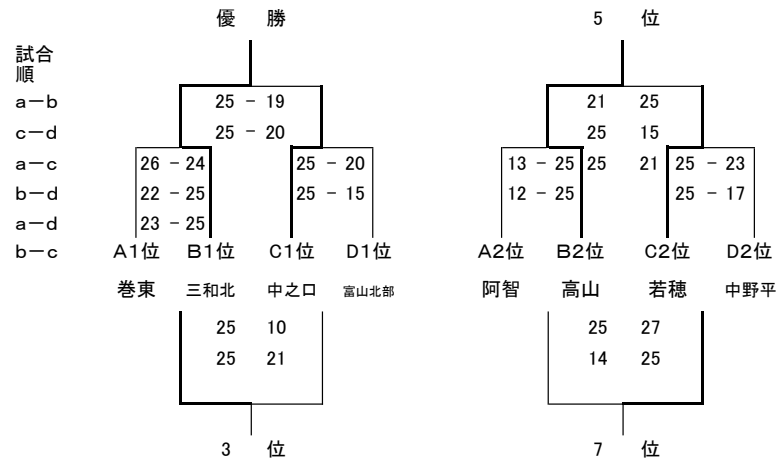 優 勝 5 位
試合
順
a－b 25 - 19 21 25
c－d 25 - 20 25 15
a－c 26 - 24 25 - 20 13 - 25 25 21 25 - 23
b－d 22 - 25 25 - 15 12 - 25 25 - 17
a－d 23 - 25
b－c A1位 B1位 C1位 D1位 A2位 B2位 C2位 D2位
巻東 三和北 中之口 富山北部 阿智 高山 若穂 中野平
25 10 25 27
25 21 14 25
3 位 7 位